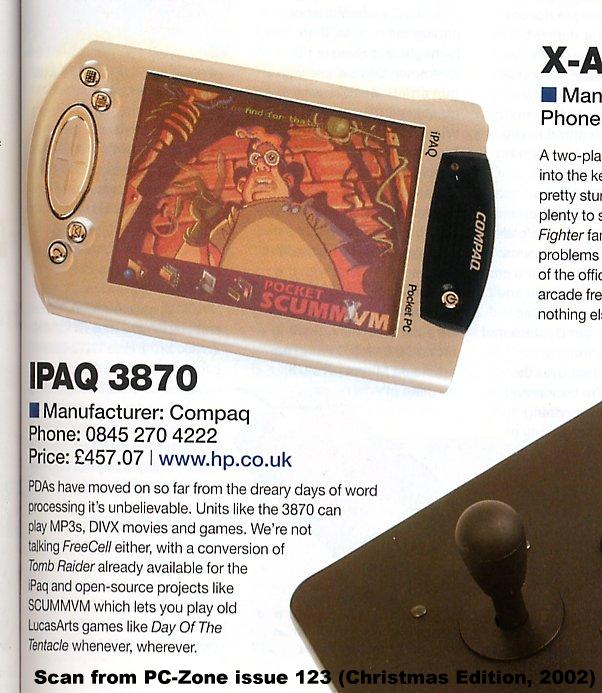 iPAQ
COMPAQ
Pocket PC
POCKET
SCUMMVM
IPAQ 3870
Manufacturer: Compaq
Phone: 0845 270 4222
Price: £457.07 | www.hp.co.uk
PDAs have moved on so far from the dreary days of word
processing it's unbelievable. Units like the 3870 can
play MP3s, DIVX movies and games. We're not
talking FreeCell either, with a conversion of
Tomb Raider already available for the
iPaq and open-source projects like
SCUMMVM which lets you play old
LucasArts games like Day Of The
Tentacle whenever, wherever.
X-A
Man
Phone
A two-pla
into the ke
pretty stur
plenty to s
Fighter fan
problems
of the offic
arcade fre
nothing els
Scan from PC-Zone issue 123 (Christmas Edition, 2002)